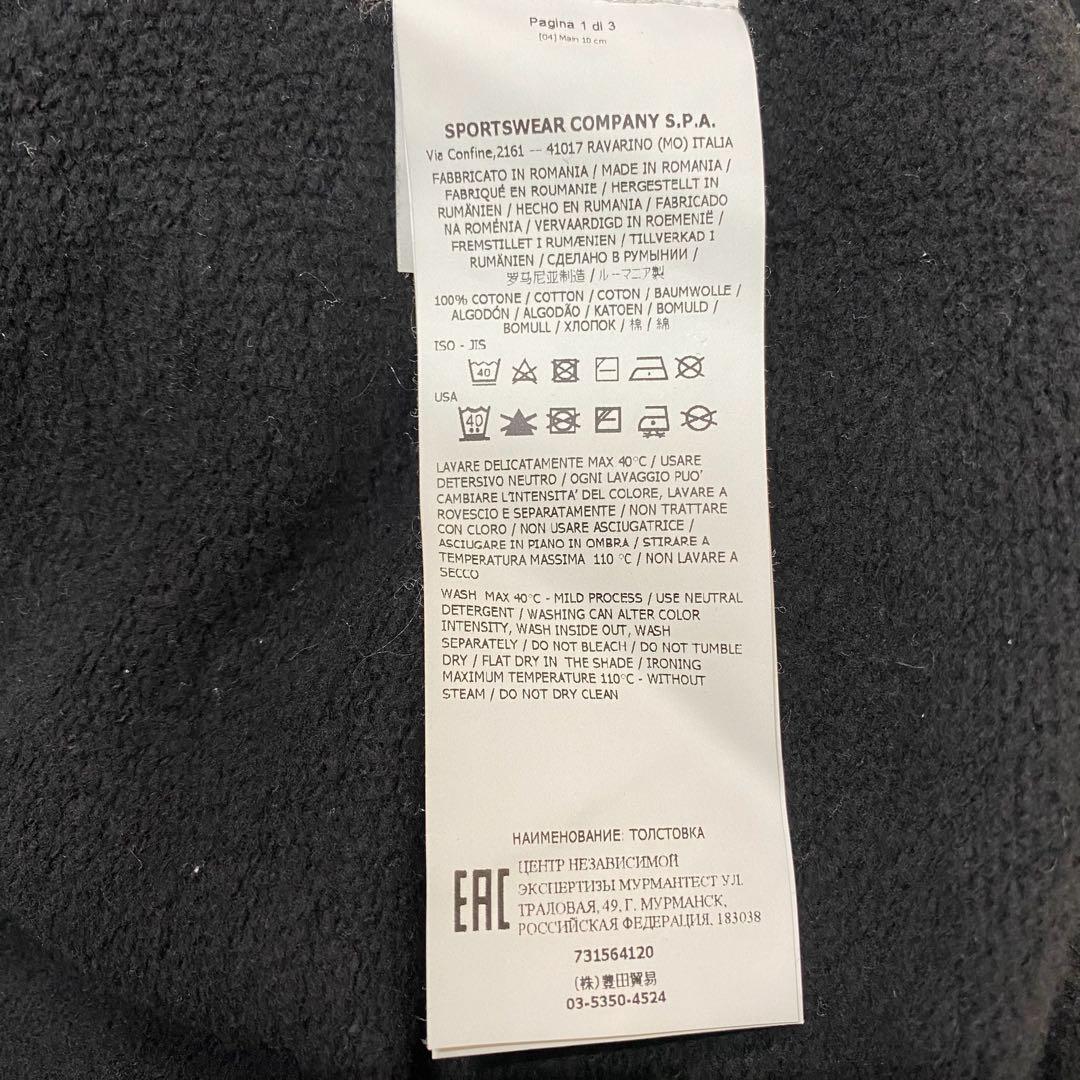 Pagina 1 di 3
[04] Main 10 cm
SPORTSWEAR COMPANY S.P.A.
Via Confine,2161 -- 41017 RAVARINO (MO) ITALIA
FABBRICATO IN ROMANIA / MADE IN ROMANIA /
FABRIQUÉ EN ROUMANIE / HERGESTELLT IN
RUMÄNIEN / HECHO EN RUMANIA / FABRICADO
NA ROMÉNIA / VERVAARDIGD IN ROEMENIË /
FREMSTILLET I RUMÆNIEN / TILLVERKAD I
RUMÄNIEN / СДЕЛАНО В РУМЫНИИ /
罗马尼亚制造 / ルーマニア製
100% COTONE / COTTON / COTON / BAUMWOLLE /
ALGODÓN / ALGODÃO / KATOEN / BOMULD /
BOMULL / ХЛОПОК / 棉 / 綿
ISO - JIS
40
USA
40
LAVARE DELICATAMENTE MAX 40°C / USARE
DETERSIVO NEUTRO / OGNI LAVAGGIO PUO'
CAMBIARE L'INTENSITA' DEL COLORE, LAVARE A
ROVESCIO E SEPARATAMENTE / NON TRATTARE
CON CLORO / NON USARE ASCIUGATRICE /
ASCIUGARE IN PIANO IN OMBRA / STIRARE A
TEMPERATURA MASSIMA 110 °C / NON LAVARE A
SECCO
WASH MAX 40°C - MILD PROCESS / USE NEUTRAL
DETERGENT / WASHING CAN ALTER COLOR
INTENSITY, WASH INSIDE OUT, WASH
SEPARATELY / DO NOT BLEACH / DO NOT TUMBLE
DRY / FLAT DRY IN THE SHADE / IRONING
MAXIMUM TEMPERATURE 110°C - WITHOUT
STEAM / DO NOT DRY CLEAN
НАИМЕНОВАНИЕ: ТОЛСТОВКА
EAC
ЦЕНТР НЕЗАВИСИМОЙ
ЭКСПЕРТИЗЫ МУРМАНТЕСТ УЛ.
ТРАЛОВАЯ, 49, Г. МУРМАНСК,
РОССИЙСКАЯ ФЕДЕРАЦИЯ, 183038
731564120
(株)豊田貿易
03-5350-4524